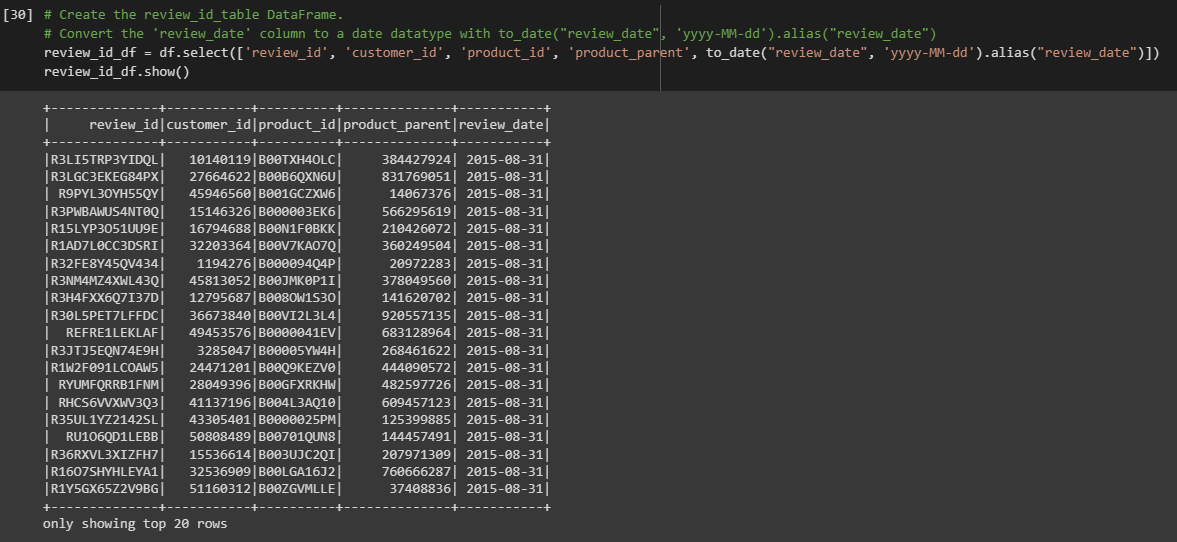 [30] # Create the review_id_table DataFrame.
# Convert the 'review_date' column to a date datatype with to_date("review_date", 'yyyy-MM-dd').alias("review_date")
review_id_df = df.select(['review_id', 'customer_id', 'product_id', 'product_parent', to_date("review_date", 'yyyy-MM-dd').alias("review_date")])
review_id_df.show()
+--------------+-----------+----------+--------------+-----------+
|     review_id|customer_id|product_id|product_parent|review_date|
+--------------+-----------+----------+--------------+-----------+
|R3LI5TRP3YIDQL|   10140119|B00TXH4OLC|     384427924| 2015-08-31|
|R3LGC3EKEG84PX|   27664622|B00B6QXN6U|     831769051| 2015-08-31|
| R9PYL3OYH55QY|   45946560|B001GCZXW6|      14067376| 2015-08-31|
|R3PWBAWUS4NT0Q|   15146326|B000003EK6|     566295619| 2015-08-31|
|R15LYP3O51UU9E|   16794688|B00N1F0BKK|     210426072| 2015-08-31|
|R1AD7L0CC3DSRI|   32203364|B00V7KAO7Q|     360249504| 2015-08-31|
|R32FE8Y45QV434|    1194276|B000094Q4P|      20972283| 2015-08-31|
|R3NM4MZ4XWL43Q|   45813052|B00JMK0P1I|     378049560| 2015-08-31|
|R3H4FXX6Q7I37D|   12795687|B008OW1S3O|     141620702| 2015-08-31|
|R30L5PET7LFFDC|   36673840|B00VI2L3L4|     920557135| 2015-08-31|
|  REFRE1LEKLAF|   49453576|B0000041EV|     683128964| 2015-08-31|
|R3JTJ5EQN74E9H|    3285047|B00005YW4H|     268461622| 2015-08-31|
|R1W2F091LCOAW5|   24471201|B00Q9KEZV0|     444090572| 2015-08-31|
| RYUMFQRRB1FNM|   28049396|B00GFXRKHW|     482597726| 2015-08-31|
| RHCS6VVXWV3Q3|   41137196|B004L3AQ10|     609457123| 2015-08-31|
|R35UL1YZ2142SL|   43305401|B0000025PM|     125399885| 2015-08-31|
|  RU1O6QD1LEBB|   50808489|B00701QUN8|     144457491| 2015-08-31|
|R36RXVL3XIZFH7|   15536614|B003UJC2QI|     207971309| 2015-08-31|
|R16O7SHYHLEYA1|   32536909|B00LGA16J2|     760666287| 2015-08-31|
|R1Y5GX65Z2V9BG|   51160312|B00ZGVMLLE|      37408836| 2015-08-31|
+--------------+-----------+----------+--------------+-----------+
only showing top 20 rows